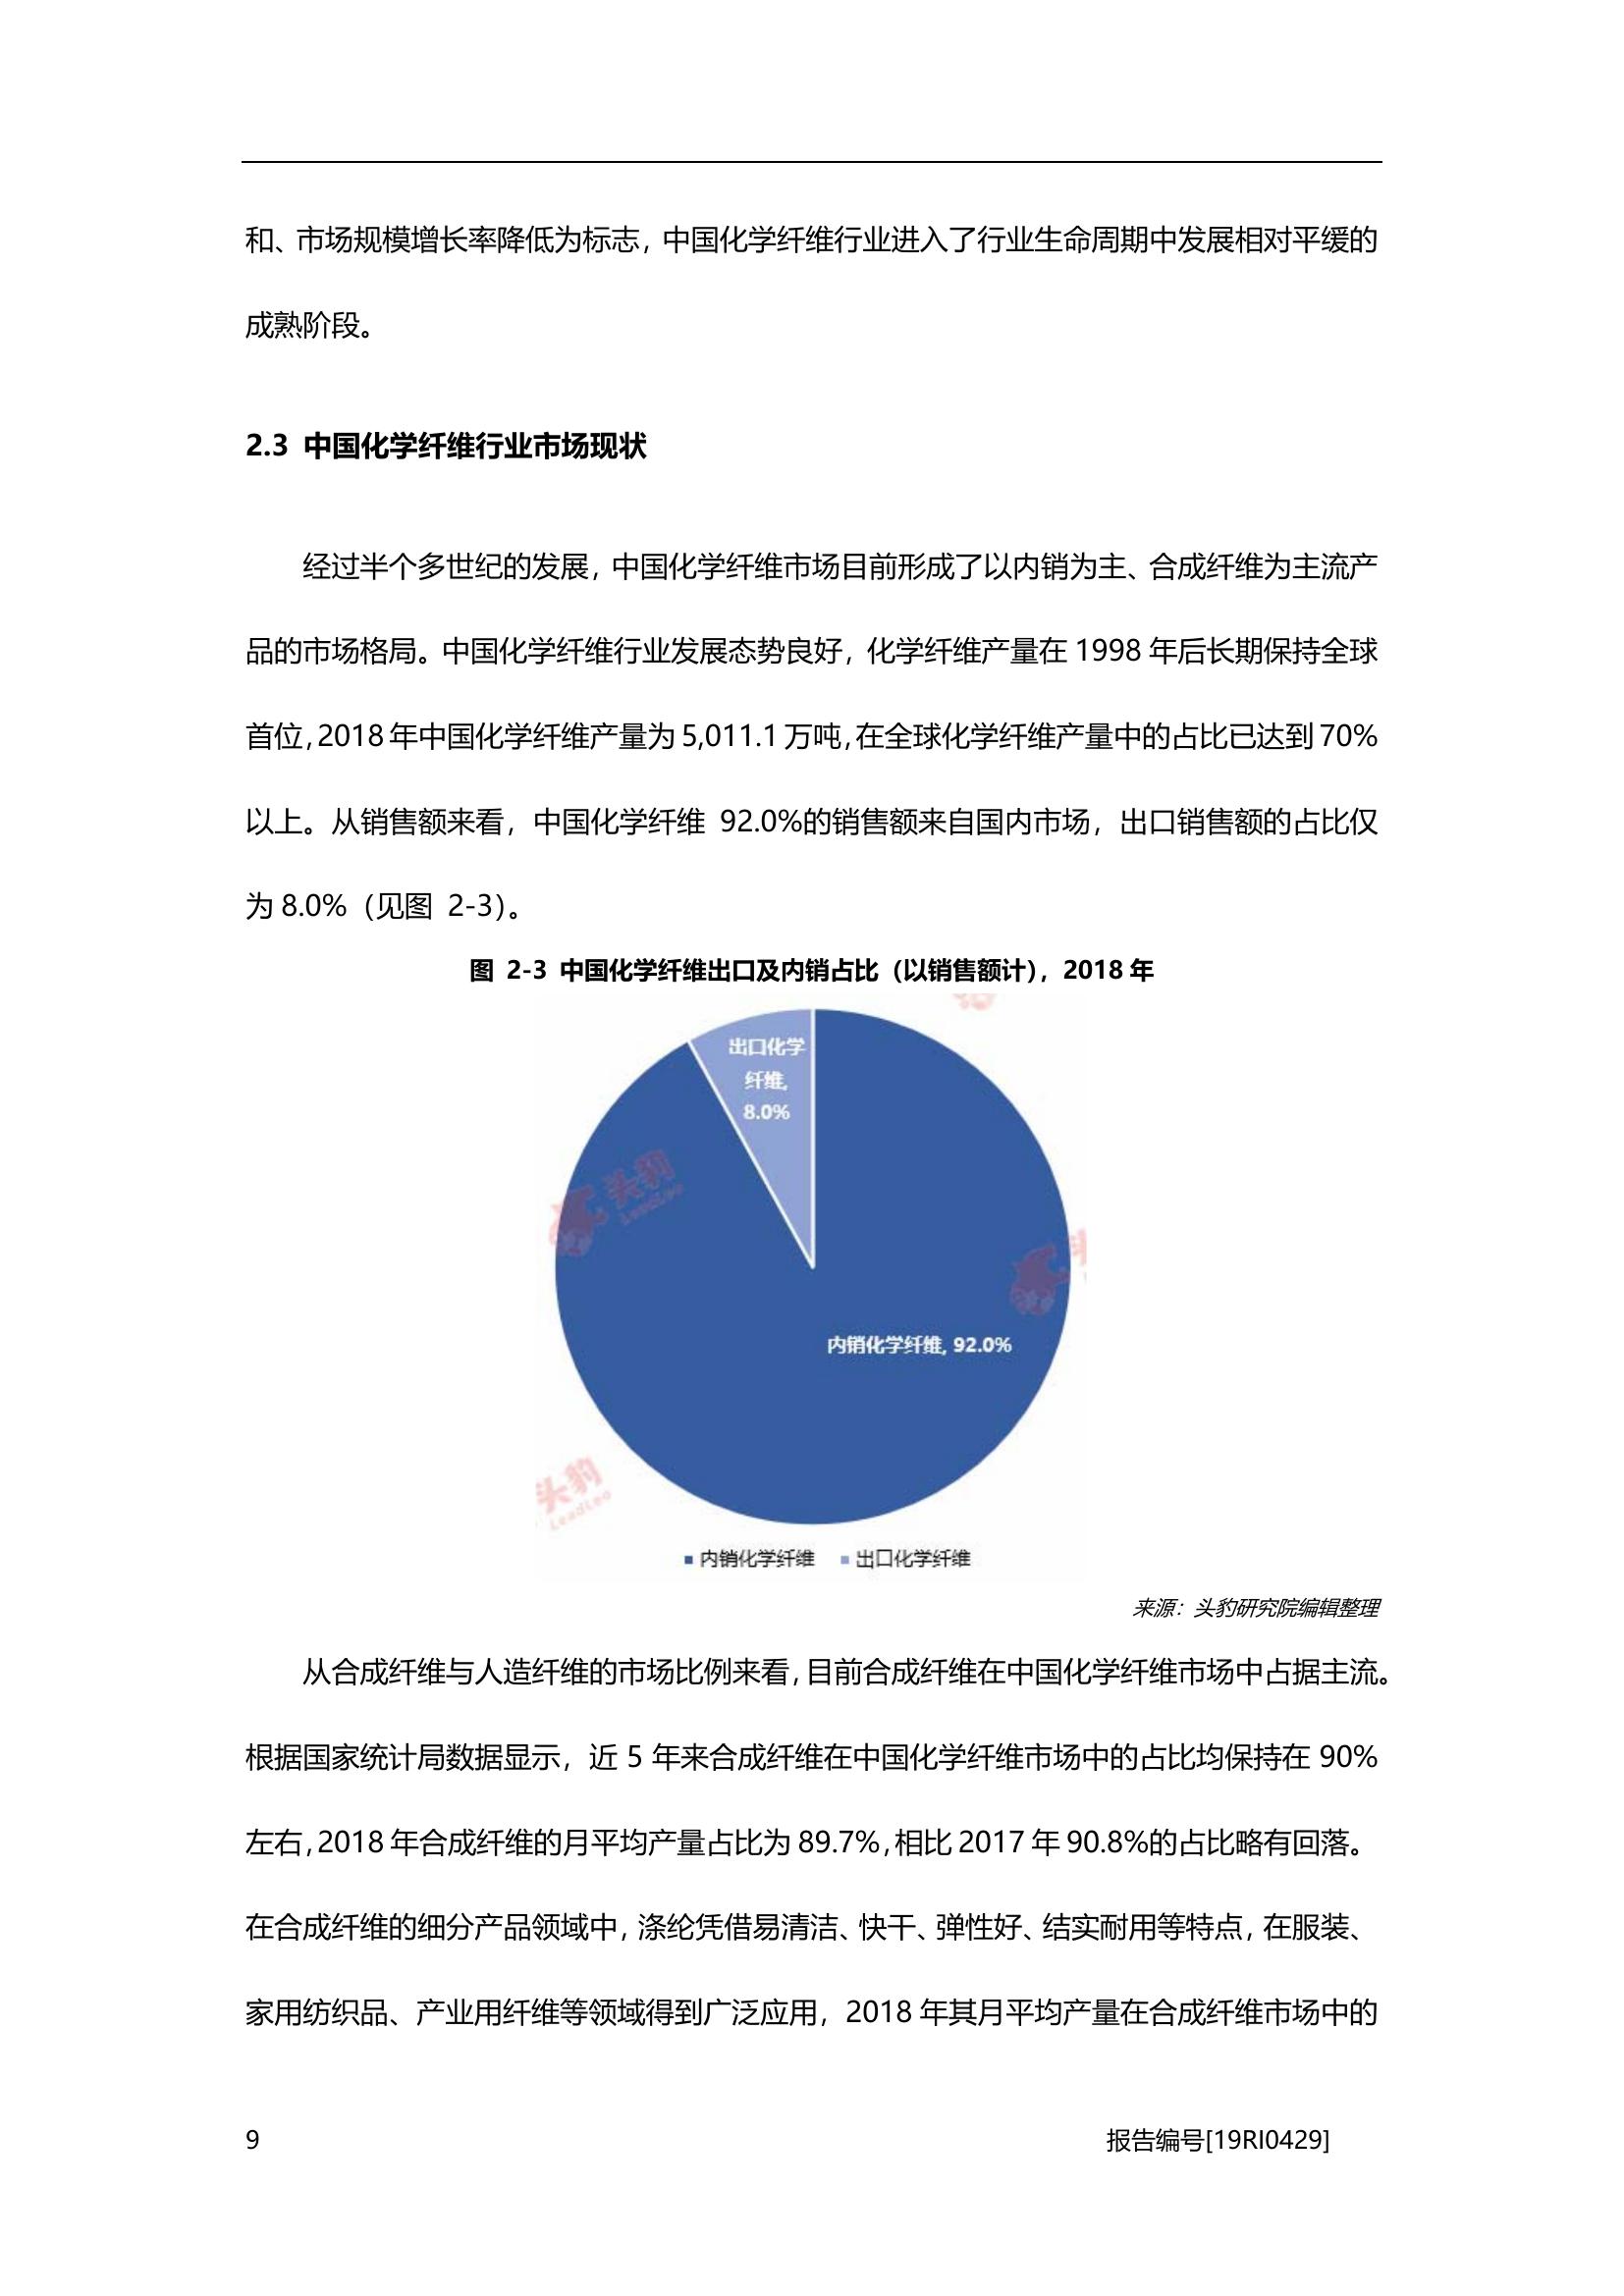 和、市场规模增长率降低为标志，中国化学纤维行业进入了行业生命周期中发展相对平缓的
成熟阶段。
2.3 中国化学纤维行业市场现状
经过半个多世纪的发展，中国化学纤维市场目前形成了以内销为主、合成纤维为主流产
品的市场格局。中国化学纤维行业发展态势良好，化学纤维产量在 1998 年后长期保持全球
首位，2018 年中国化学纤维产量为 5,011.1 万吨，在全球化学纤维产量中的占比已达到 70%
以上。从销售额来看，中国化学纤维 92.0%的销售额来自国内市场，出口销售额的占比仅
为 8.0%（见图 2-3）。
图 2-3 中国化学纤维出口及内销占比（以销售额计），2018 年
出口化学
纤维,
8.0%
头豹
LeadLeo
头
内销化学纤维, 92.0%
头豹
LeadLeo
内销化学纤维 出口化学纤维
来源：头豹研究院编辑整理
从合成纤维与人造纤维的市场比例来看，目前合成纤维在中国化学纤维市场中占据主流。
根据国家统计局数据显示，近 5 年来合成纤维在中国化学纤维市场中的占比均保持在 90%
左右，2018 年合成纤维的月平均产量占比为 89.7%，相比 2017 年 90.8%的占比略有回落。
在合成纤维的细分产品领域中，涤纶凭借易清洁、快干、弹性好、结实耐用等特点，在服装、
家用纺织品、产业用纤维等领域得到广泛应用，2018 年其月平均产量在合成纤维市场中的
9 报告编号[19RI0429]